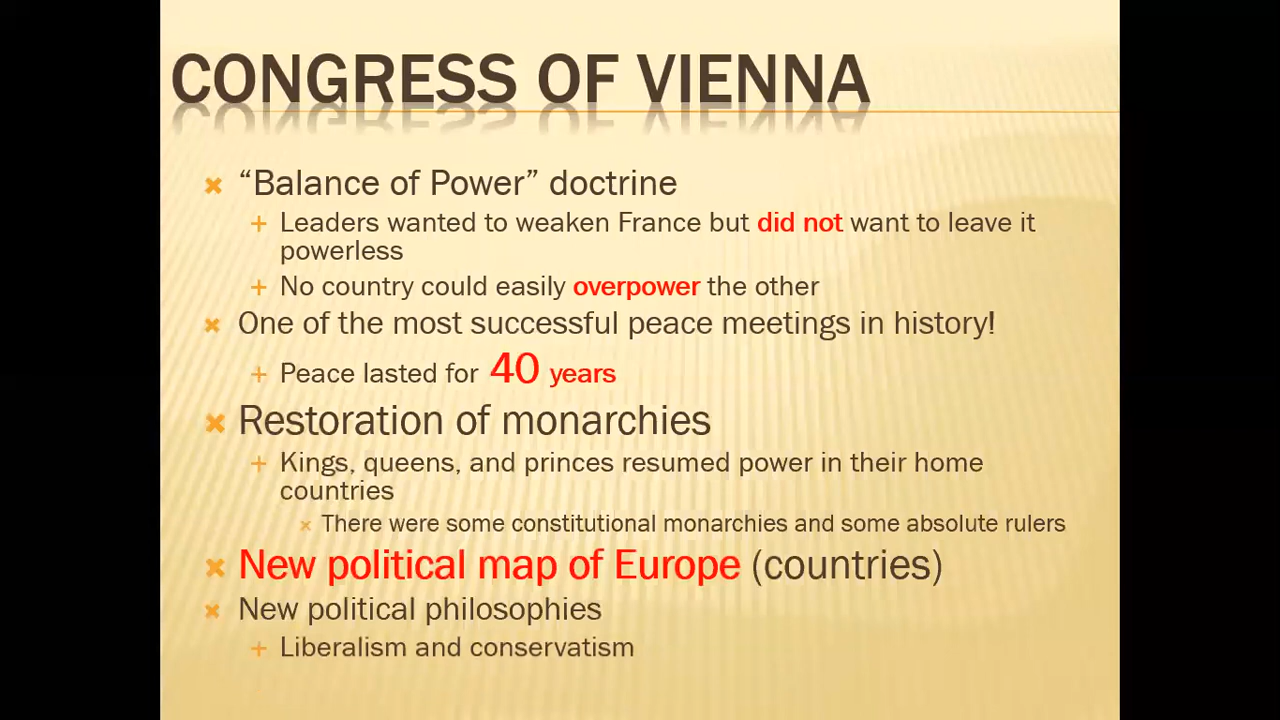 CONGRESS OF VIENNA
“Balance of Power” doctrine
Leaders wanted to weaken France but did not want to leave it
powerless
No country could easily overpower the other
One of the most successful peace meetings in history!
Peace lasted for 40 years
Restoration of monarchies
Kings, queens, and princes resumed power in their home
countries
There were some constitutional monarchies and some absolute rulers
New political map of Europe (countries)
New political philosophies
Liberalism and conservatism